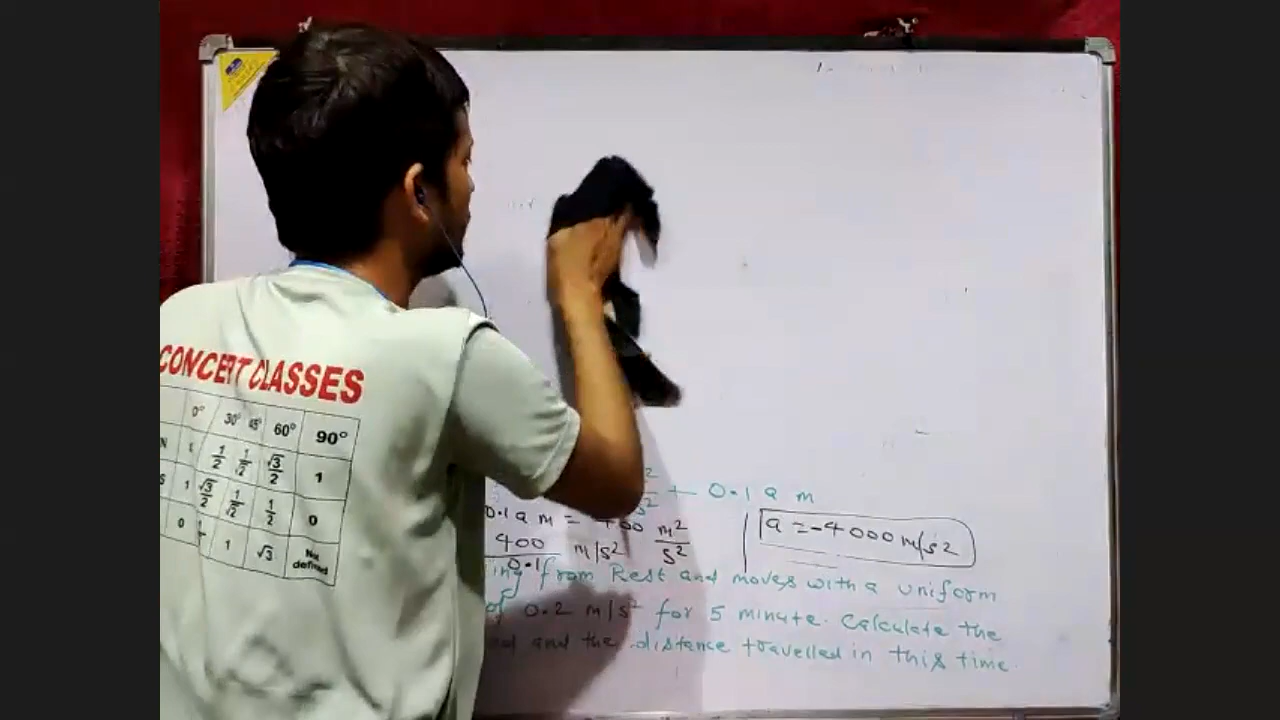 CONCEPT CLASSES
0° 30° 45° 60° 90°
N 1/2 1/√2 √3/2 1
S 1 √3/2 1/√2 1/2 0
0 1 √3 Not defined
+ 0.1 a m
0.1 a m = 400 m²/s²
400/0.1 m/s²
a = -4000 m/s²
ing from Rest and moves with a uniform
of 0.2 m/s² for 5 minute. Calculate the
and the distance travelled in this time.